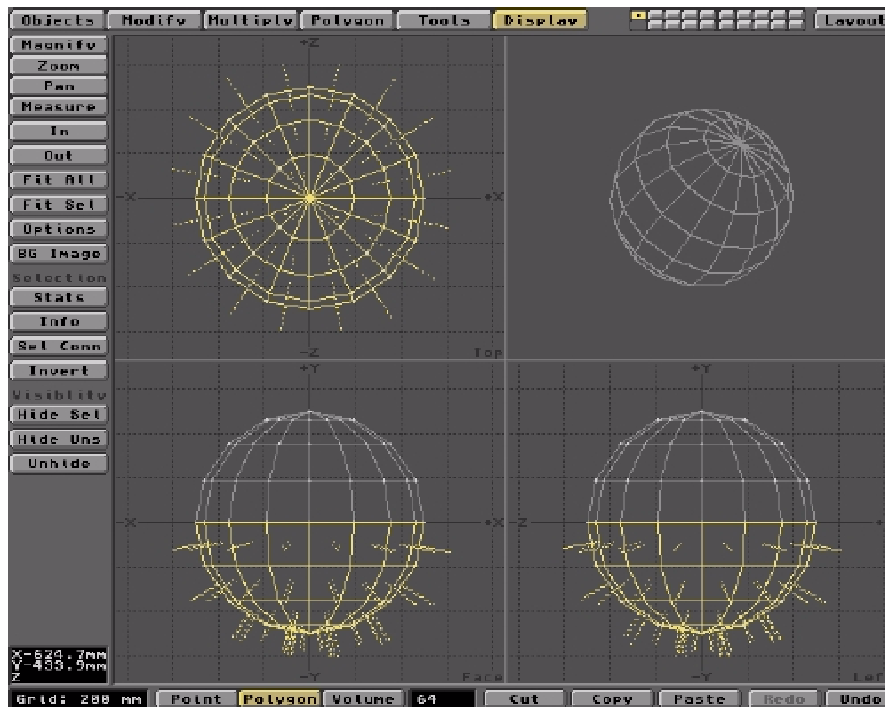 Objects Modify Multiply Polygon Tools Display Layout
Magnify
Zoom
Pan
Measure
In
Out
Fit All
Fit Sel
Options
BG Image
Selection
Stats
Info
Sel Conn
Invert
Visiblity
Hide Sel
Hide Uns
Unhide
+Z
-X +X
-Z Top
+Y
-X +X
-Y Face
+Y
-Z
-Y Lef
X-624.7mm
Y-499.9mm
Z
Grid: 200 mm Point Polygon Volume 64 Cut Copy Paste Redo Undo